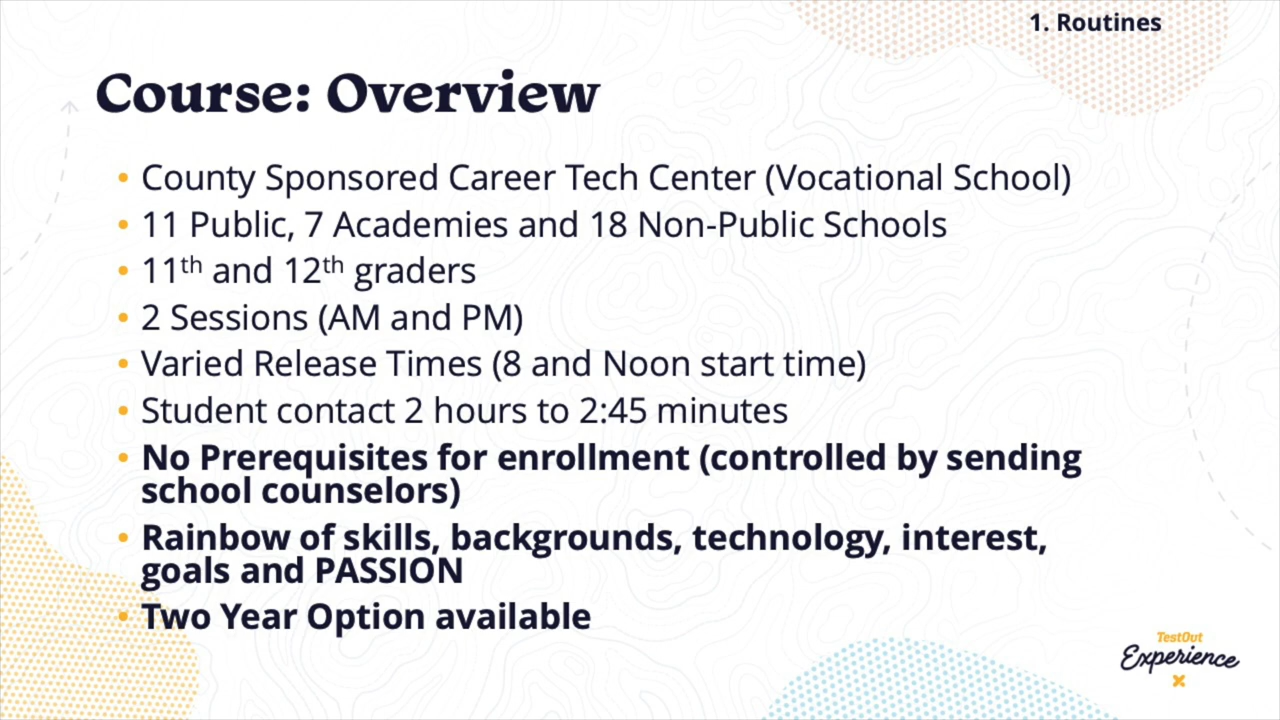 1. Routines
Course: Overview
• County Sponsored Career Tech Center (Vocational School)
• 11 Public, 7 Academies and 18 Non-Public Schools
• 11th and 12th graders
• 2 Sessions (AM and PM)
• Varied Release Times (8 and Noon start time)
• Student contact 2 hours to 2:45 minutes
• No Prerequisites for enrollment (controlled by sending
school counselors)
• Rainbow of skills, backgrounds, technology, interest,
goals and PASSION
• Two Year Option available
TestOut
Experience